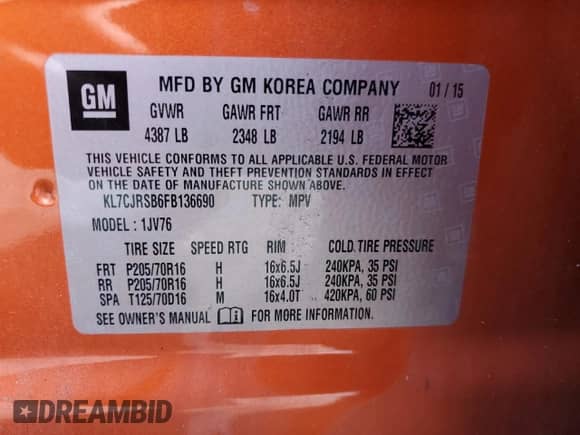 GM
MFD BY GM KOREA COMPANY 01 / 15
GVWR GAWR FRT GAWR RR
4387 LB 2348 LB 2194 LB
THIS VEHICLE CONFORMS TO ALL APPLICABLE U.S. FEDERAL MOTOR
VEHICLE SAFETY AND THEFT PREVENTION STANDARDS IN EFFECT
ON THE DATE OF MANUFACTURE SHOWN ABOVE.
KL7CJRSB6FB136690 TYPE: MPV
MODEL : 1JV76
TIRE SIZE SPEED RTG RIM COLD TIRE PRESSURE
FRT P205/70R16 H 16x6.5J 240KPA, 35 PSI
RR P205/70R16 H 16x6.5J 240KPA, 35 PSI
SPA T125/70D16 M 16x4.0T 420KPA, 60 PSI
SEE OWNER'S MANUAL FOR MORE INFORMATION.
DREAMBID